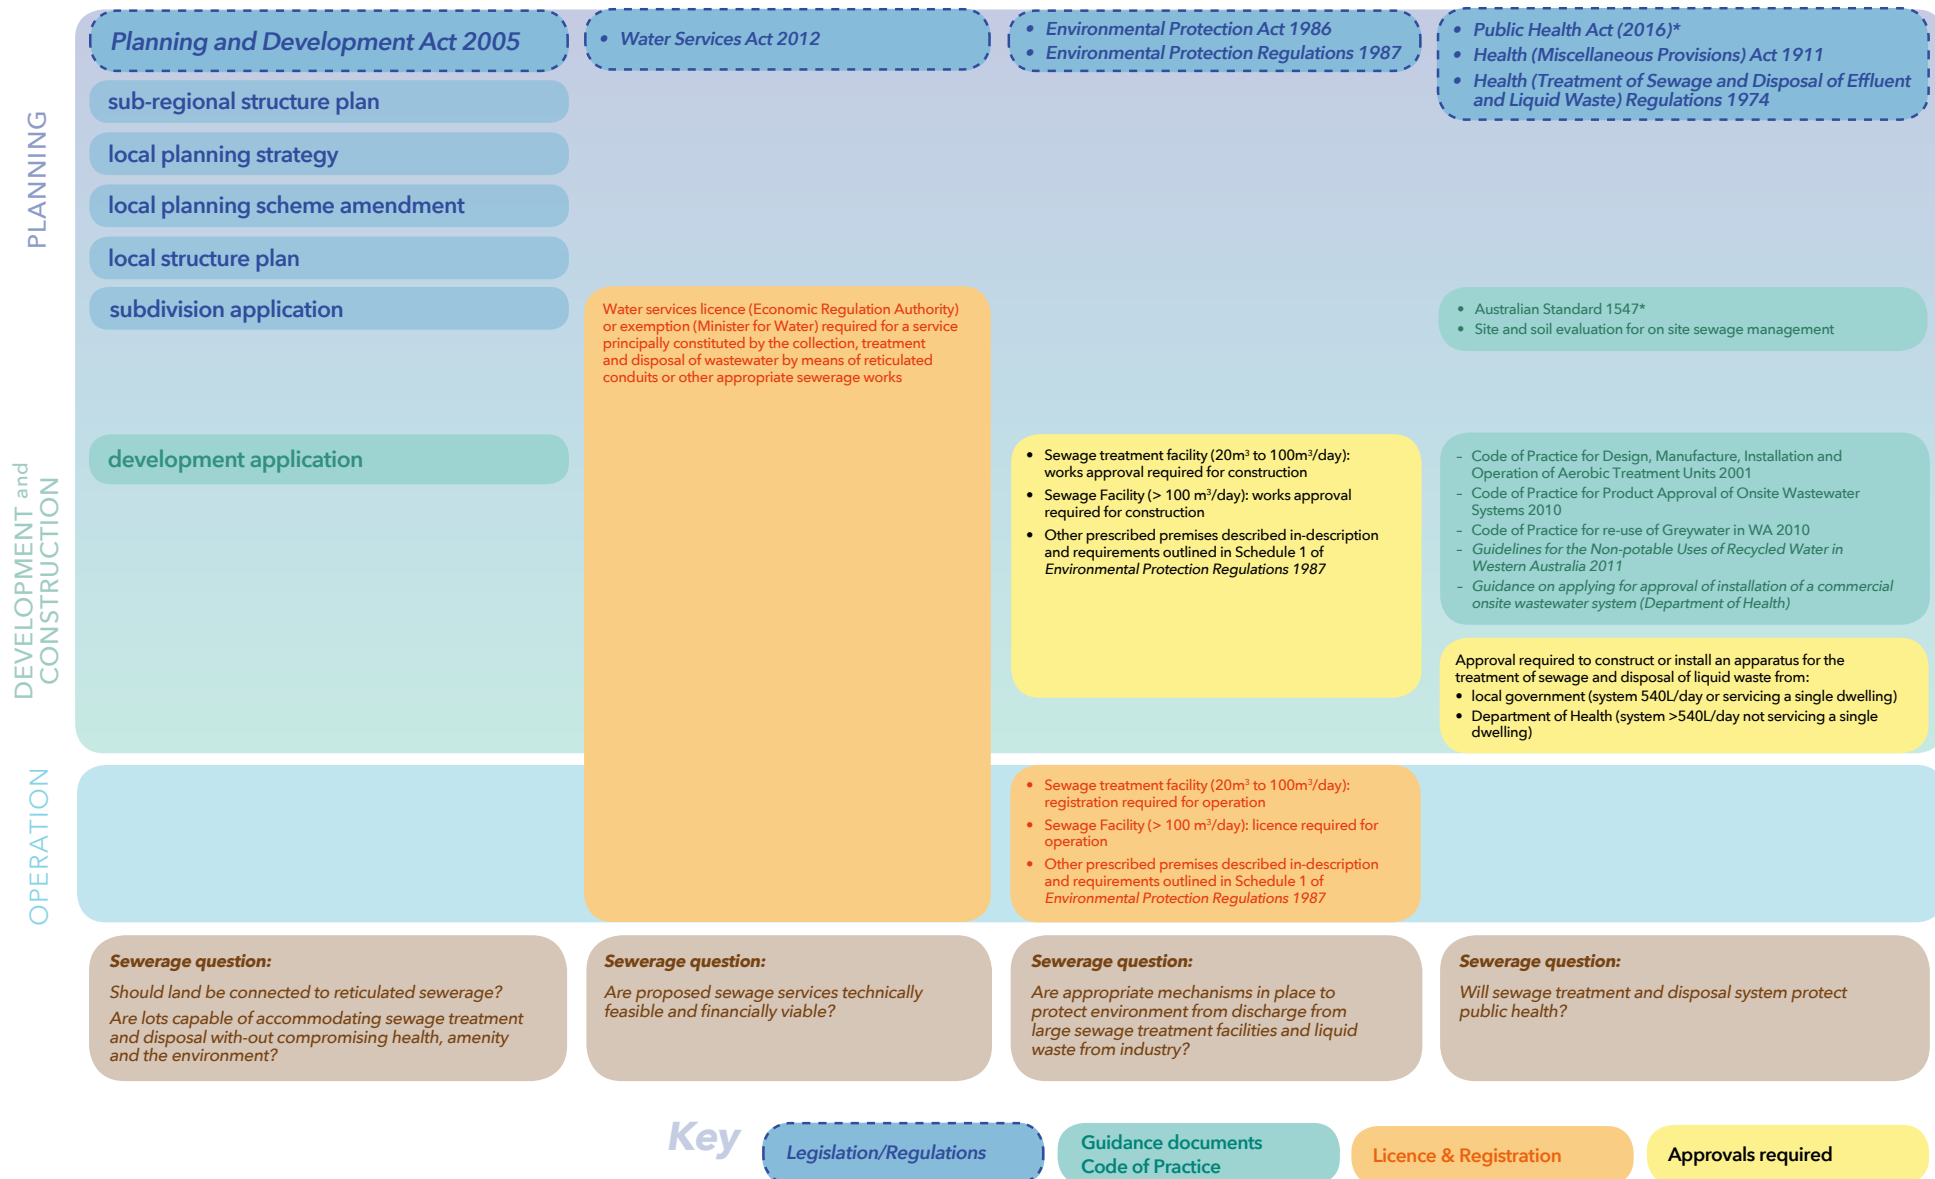 PLANNING
Planning and Development Act 2005
sub-regional structure plan
local planning strategy
local planning scheme amendment
local structure plan
subdivision application
• Water Services Act 2012
Water services licence (Economic Regulation Authority)
or exemption (Minister for Water) required for a service
principally constituted by the collection, treatment
and disposal of wastewater by means of reticulated
conduits or other appropriate sewerage works
• Environmental Protection Act 1986
• Environmental Protection Regulations 1987
• Public Health Act (2016)*
• Health (Miscellaneous Provisions) Act 1911
• Health (Treatment of Sewage and Disposal of Effluent
and Liquid Waste) Regulations 1974
• Australian Standard 1547*
• Site and soil evaluation for on site sewage management
DEVELOPMENT and
CONSTRUCTION
development application
• Sewage treatment facility (20m³ to 100m³/day):
works approval required for construction
• Sewage Facility (> 100 m³/day): works approval
required for construction
• Other prescribed premises described in-description
and requirements outlined in Schedule 1 of
Environmental Protection Regulations 1987
– Code of Practice for Design, Manufacture, Installation and
Operation of Aerobic Treatment Units 2001
– Code of Practice for Product Approval of Onsite Wastewater
Systems 2010
– Code of Practice for re-use of Greywater in WA 2010
– Guidelines for the Non-potable Uses of Recycled Water in
Western Australia 2011
– Guidance on applying for approval of installation of a commercial
onsite wastewater system (Department of Health)
Approval required to construct or install an apparatus for the
treatment of sewage and disposal of liquid waste from:
• local government (system 540L/day or servicing a single dwelling)
• Department of Health (system >540L/day not servicing a single
dwelling)
OPERATION
• Sewage treatment facility (20m³ to 100m³/day):
registration required for operation
• Sewage Facility (> 100 m³/day): licence required for
operation
• Other prescribed premises described in-description
and requirements outlined in Schedule 1 of
Environmental Protection Regulations 1987
Sewerage question:
Should land be connected to reticulated sewerage?
Are lots capable of accommodating sewage treatment
and disposal with-out compromising health, amenity
and the environment?
Sewerage question:
Are proposed sewage services technically
feasible and financially viable?
Sewerage question:
Are appropriate mechanisms in place to
protect environment from discharge from
large sewage treatment facilities and liquid
waste from industry?
Sewerage question:
Will sewage treatment and disposal system protect
public health?
Key
Legislation/Regulations
Guidance documents
Code of Practice
Licence & Registration
Approvals required